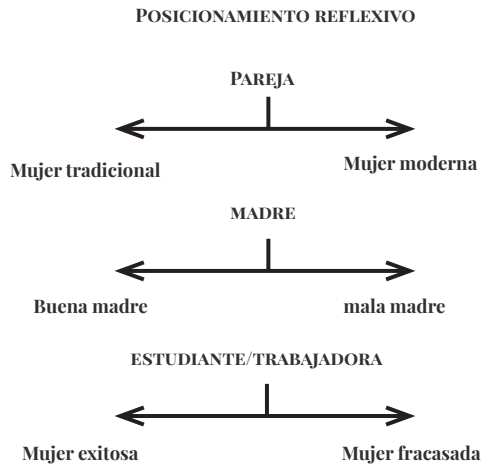 Posicionamiento reflexivo
Pareja
Mujer tradicional
Mujer moderna
madre
Buena madre
mala madre
estudiante/trabajadora
Mujer exitosa
Mujer fracasada